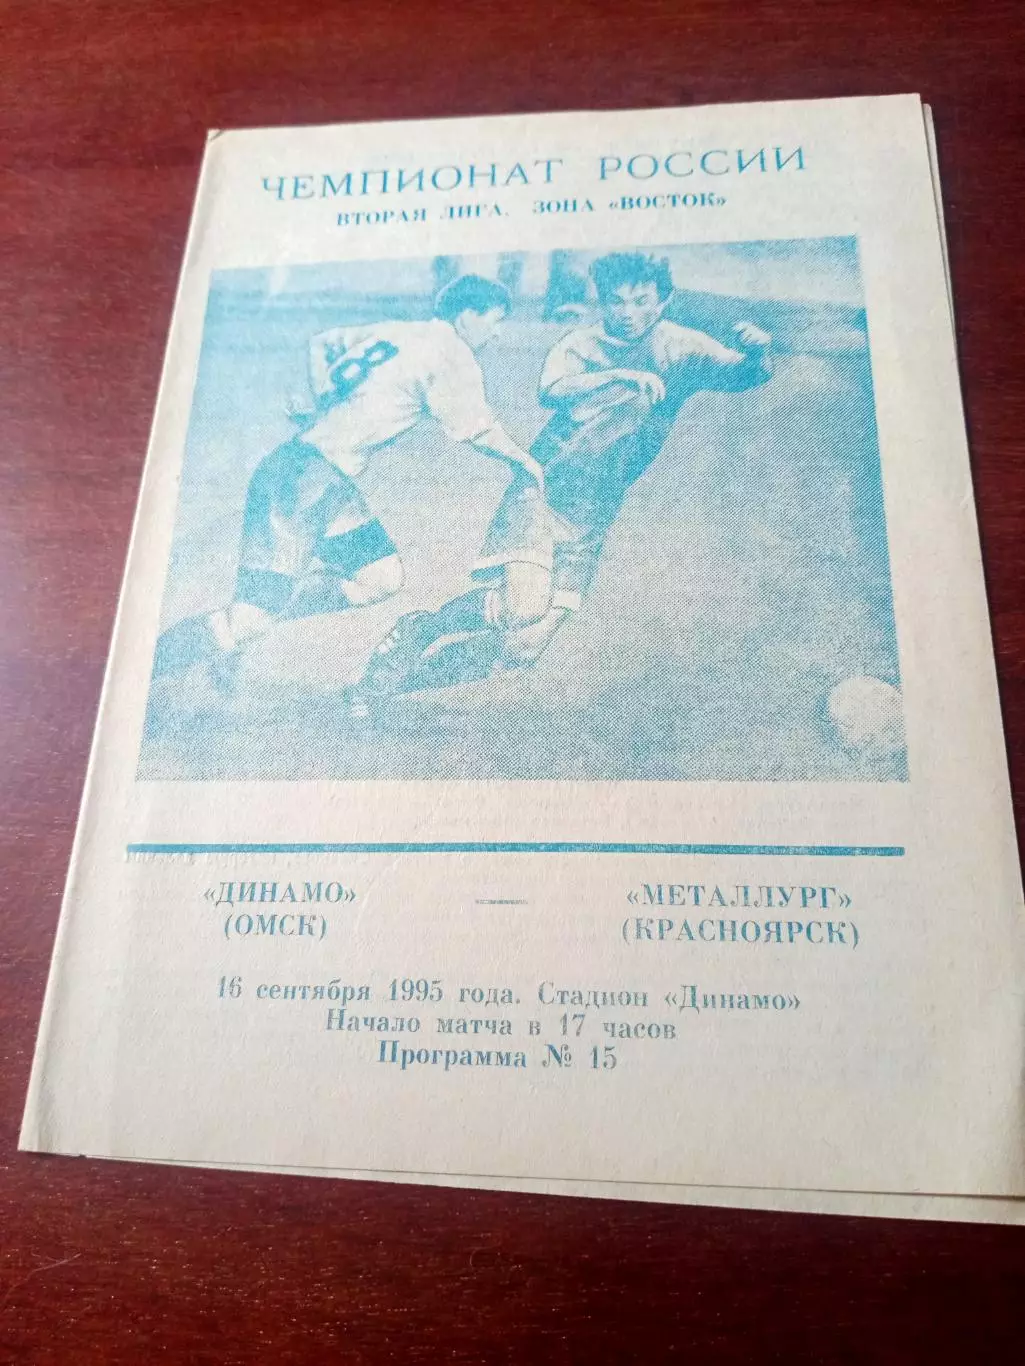 ЧЕМПИОНАТ РОССИИ
ВТОРАЯ ЛИГА. ЗОНА «ВОСТОК»
8
«ДИНАМО» — «МЕТАЛЛУРГ»
(ОМСК) (КРАСНОЯРСК)
16 сентября 1995 года. Стадион «Динамо»
Начало матча в 17 часов
Программа № 15